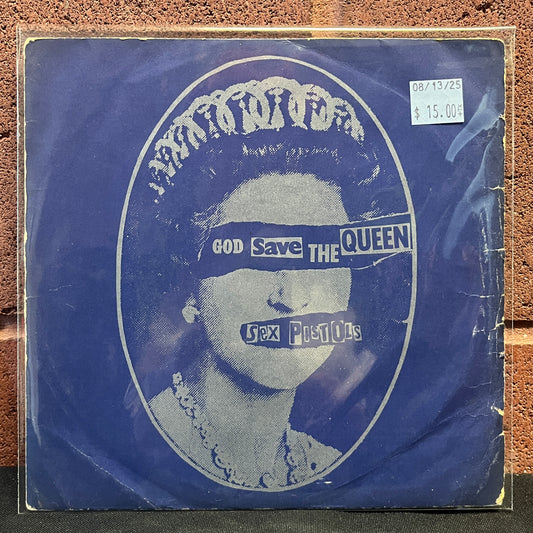 08/13/25
$ 15.00
GOD Save THE QUEEN
SEX PISTOLS